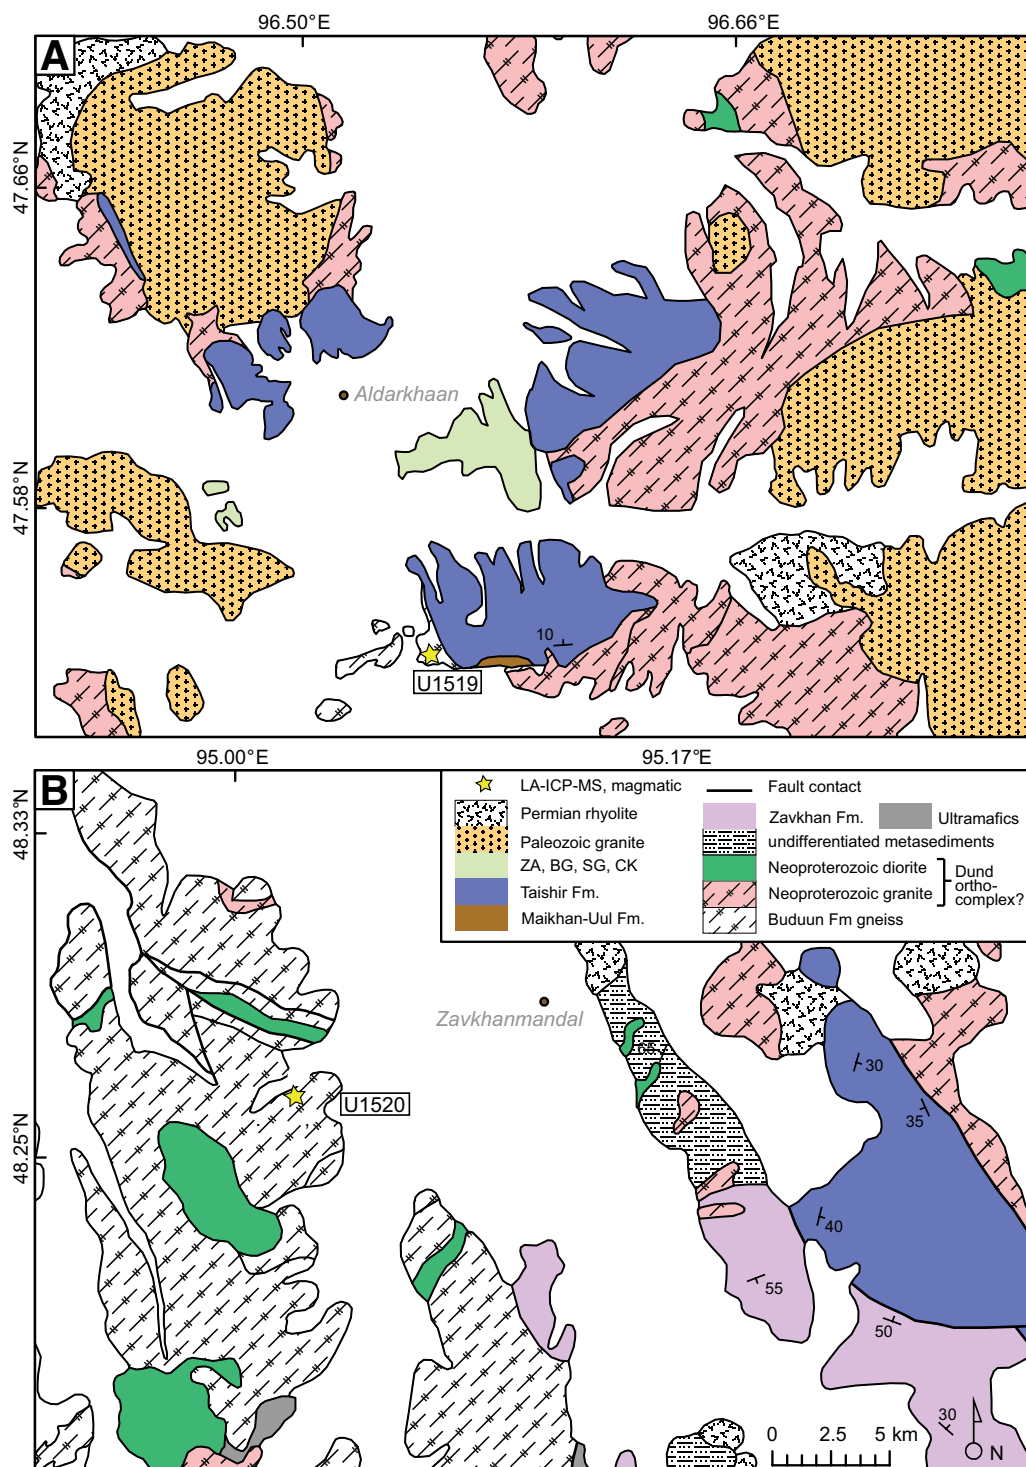 96.50°E
96.66°E
A
47.66°N
Aldarkhaan
47.58°N
10
U1519
95.00°E
95.17°E
B
LA-ICP-MS, magmatic
Permian rhyolite
Paleozoic granite
ZA, BG, SG, CK
Taishir Fm.
Maikhan-Uul Fm.
Fault contact
Zavkhan Fm.
Ultramafics
undifferentiated metasediments
Neoproterozoic diorite
Neoproterozoic granite
Dund
ortho-
complex?
Buduun Fm gneiss
48.33°N
Zavkhanmandal
30
35
U1520
48.25°N
40
55
50
30
0
2.5
5 km
N